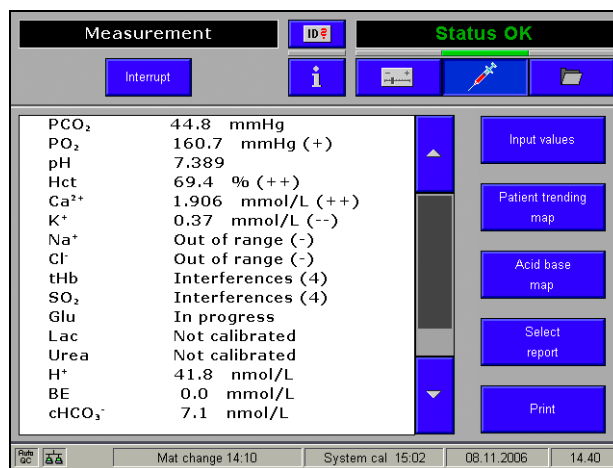 Measurement
ID
Status OK
Interrupt
i
PCO₂ 44.8 mmHg
PO₂ 160.7 mmHg (+)
pH 7.389
Hct 69.4 % (++)
Ca²⁺ 1.906 mmol/L (++)
K⁺ 0.37 mmol/L (--)
Na⁺ Out of range (-)
Cl⁻ Out of range (-)
tHb Interferences (4)
SO₂ Interferences (4)
Glu In progress
Lac Not calibrated
Urea Not calibrated
H⁺ 41.8 nmol/L
BE 0.0 mmol/L
cHCO₃⁻ 7.1 nmol/L
Input values
Patient trending
map
Acid base
map
Select
report
Print
Auto
QC
Mat change 14:10
System cal 15:02
08.11.2006
14.40